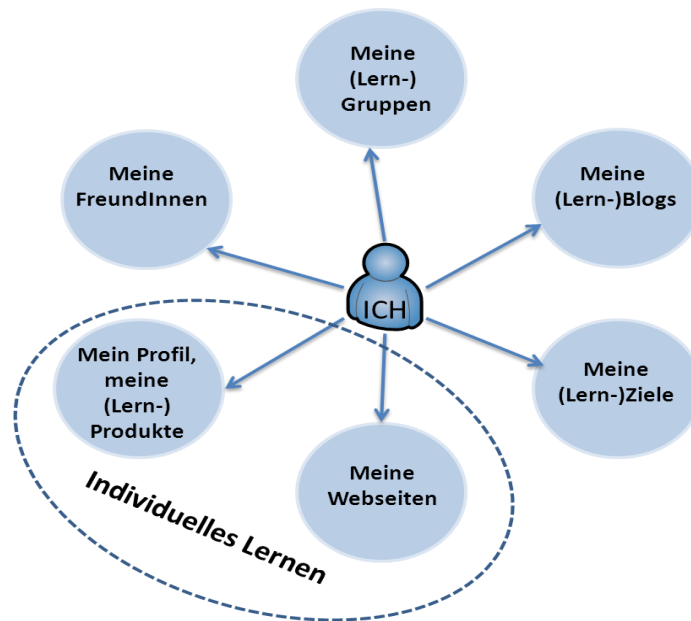 Meine
(Lern-)
Gruppen
Meine
FreundInnen
Meine
(Lern-)Blogs
ICH
Mein Profil,
meine
(Lern-)
Produkte
Meine
(Lern-)Ziele
Meine
Webseiten
Individuelles Lernen